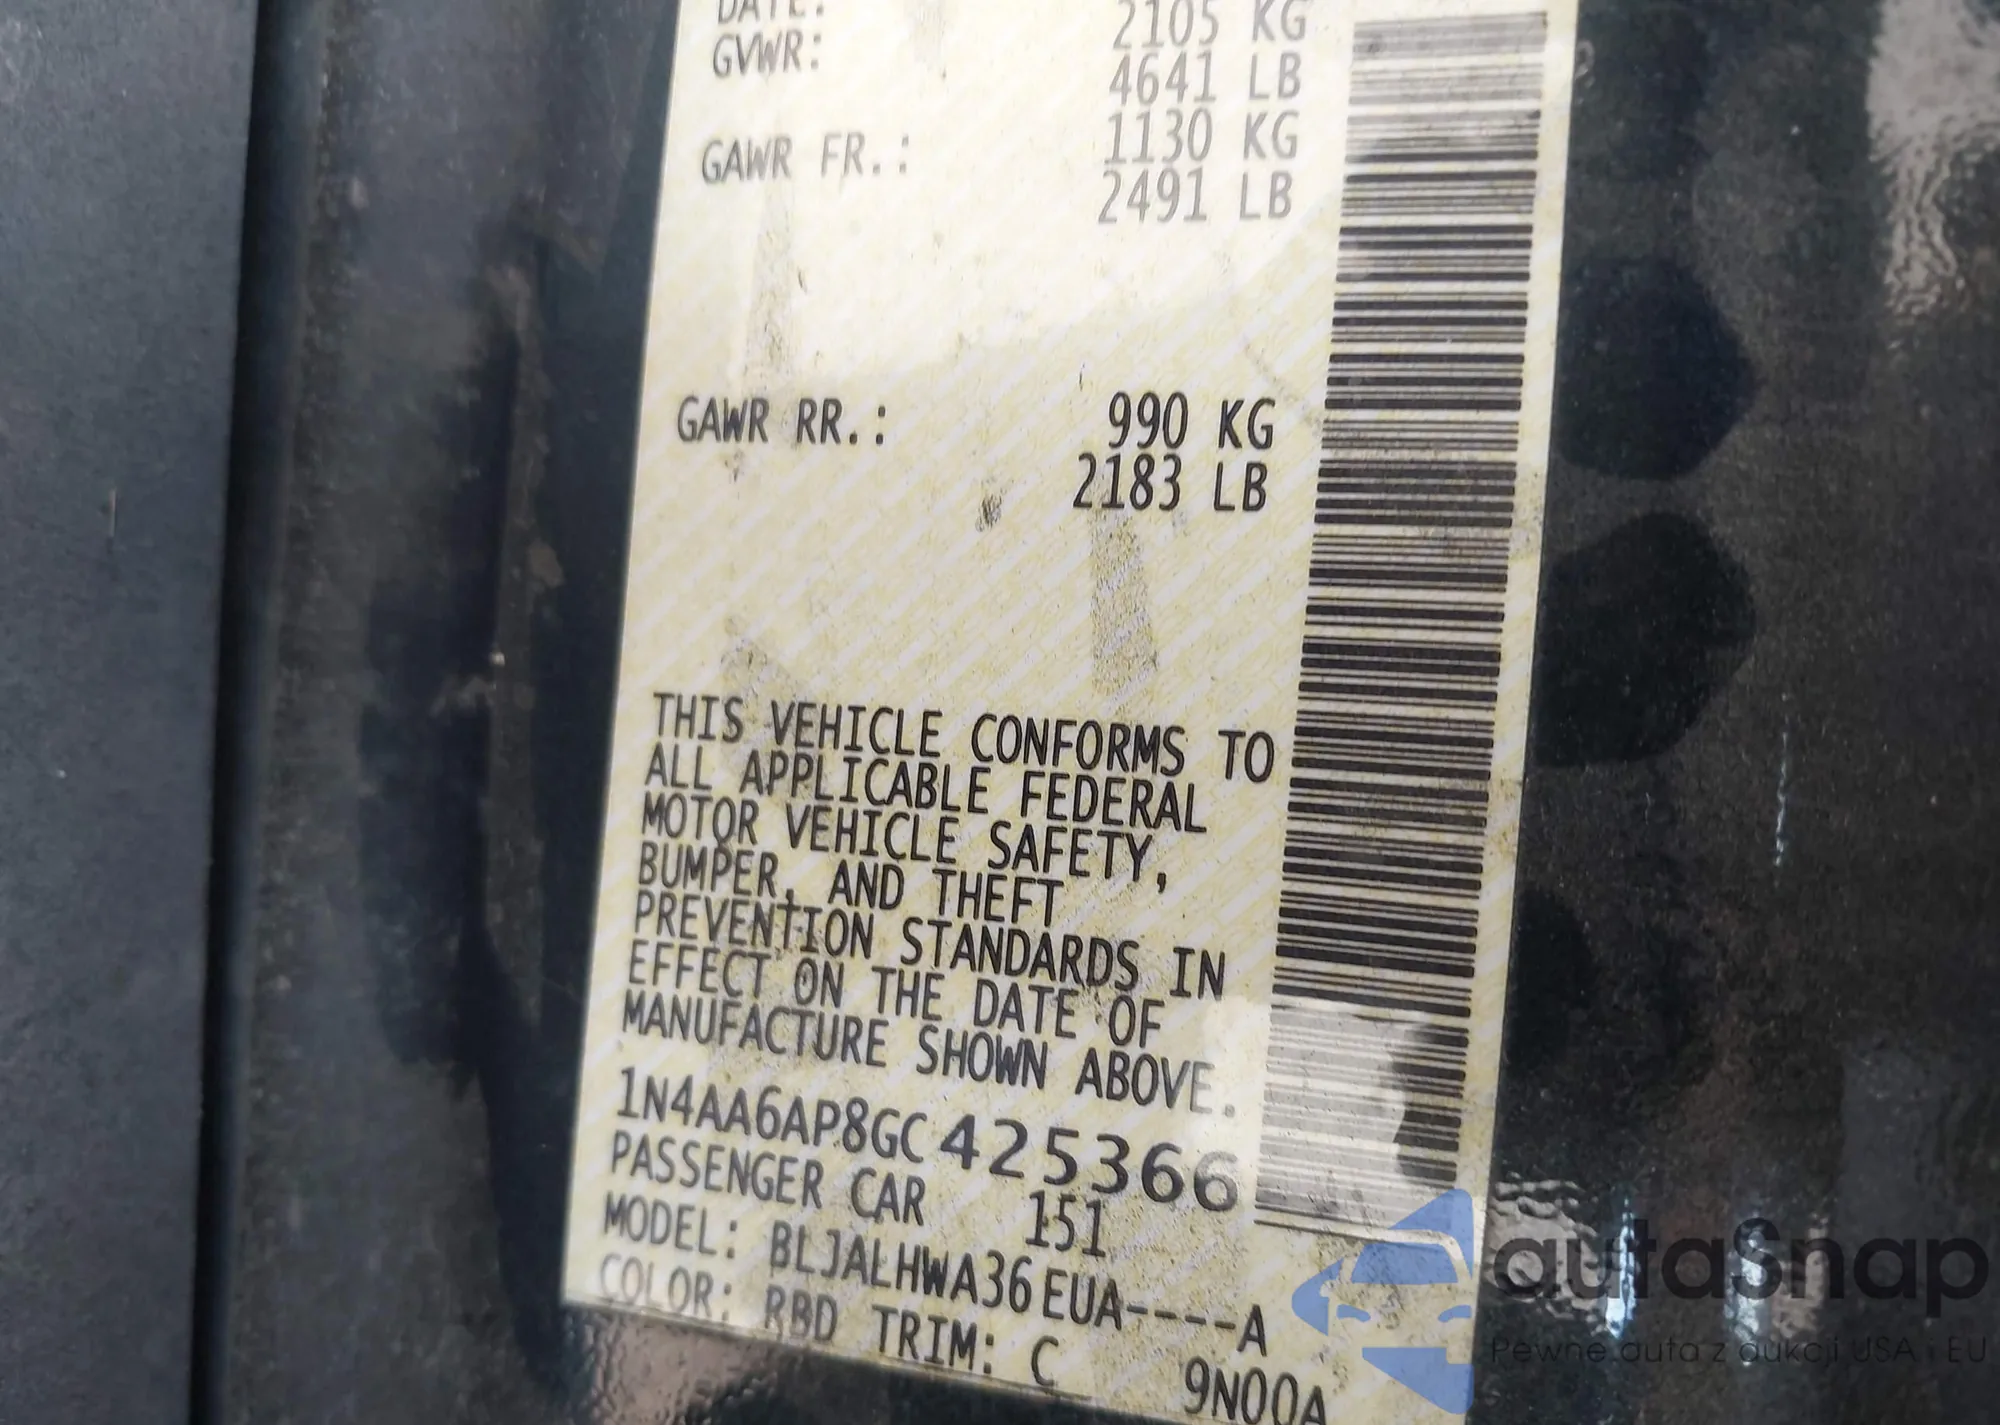 DATE: 2105 KG
GVWR: 4641 LB
1130 KG
GAWR FR.: 2491 LB
GAWR RR.: 990 KG
2183 LB
THIS VEHICLE CONFORMS TO
ALL APPLICABLE FEDERAL
MOTOR VEHICLE SAFETY,
BUMPER, AND THEFT
PREVENTION STANDARDS IN
EFFECT ON THE DATE OF
MANUFACTURE SHOWN ABOVE.
1N4AA6AP8GC425366
PASSENGER CAR 151
MODEL: BLJALHWA36EUA----A
COLOR: RBD TRIM: C 9N00A
autaSnap
Pewne auta z aukcji USA i EU